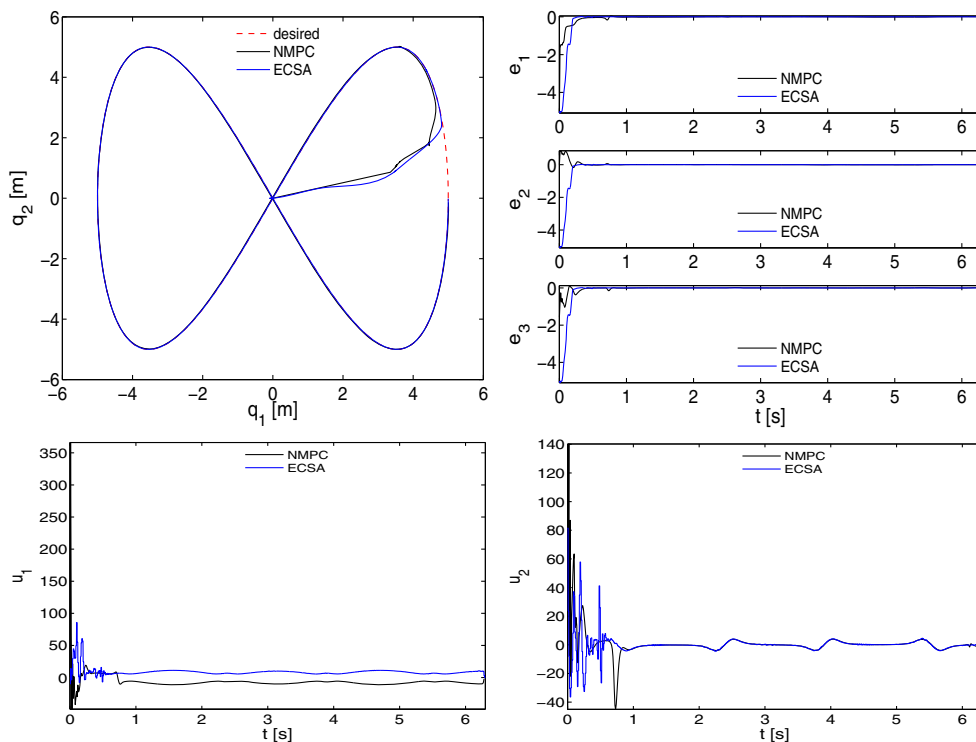 desired
NMPC
ECSA
6
4
2
0
−2
−4
−6
q2 [m]
−6 −4 −2 0 2 4 6
q1 [m]
0
−2
−4
e1
NMPC
ECSA
0 1 2 3 4 5 6
0
−2
−4
e2
NMPC
ECSA
0 1 2 3 4 5 6
0
−2
−4
e3
NMPC
ECSA
0 1 2 3 4 5 6
t [s]
350
300
250
200
150
100
50
0
u1
NMPC
ECSA
0 1 2 3 4 5 6
t [s]
140
120
100
80
60
40
20
0
−20
−40
u2
NMPC
ECSA
0 1 2 3 4 5 6
t [s]